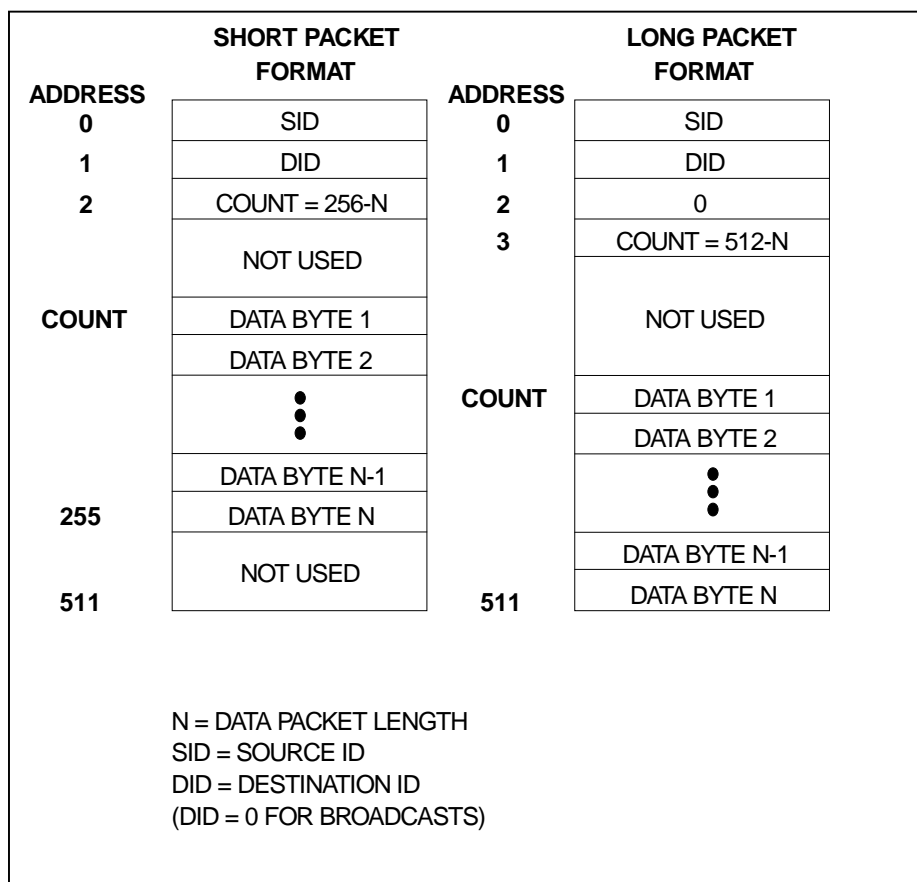 SHORT PACKET
FORMAT
ADDRESS
0
SID
1
DID
2
COUNT = 256-N
NOT USED
COUNT
DATA BYTE 1
DATA BYTE 2
DATA BYTE N-1
255
DATA BYTE N
NOT USED
511
LONG PACKET
FORMAT
ADDRESS
0
SID
1
DID
2
0
3
COUNT = 512-N
NOT USED
COUNT
DATA BYTE 1
DATA BYTE 2
DATA BYTE N-1
511
DATA BYTE N
N = DATA PACKET LENGTH
SID = SOURCE ID
DID = DESTINATION ID
(DID = 0 FOR BROADCASTS)